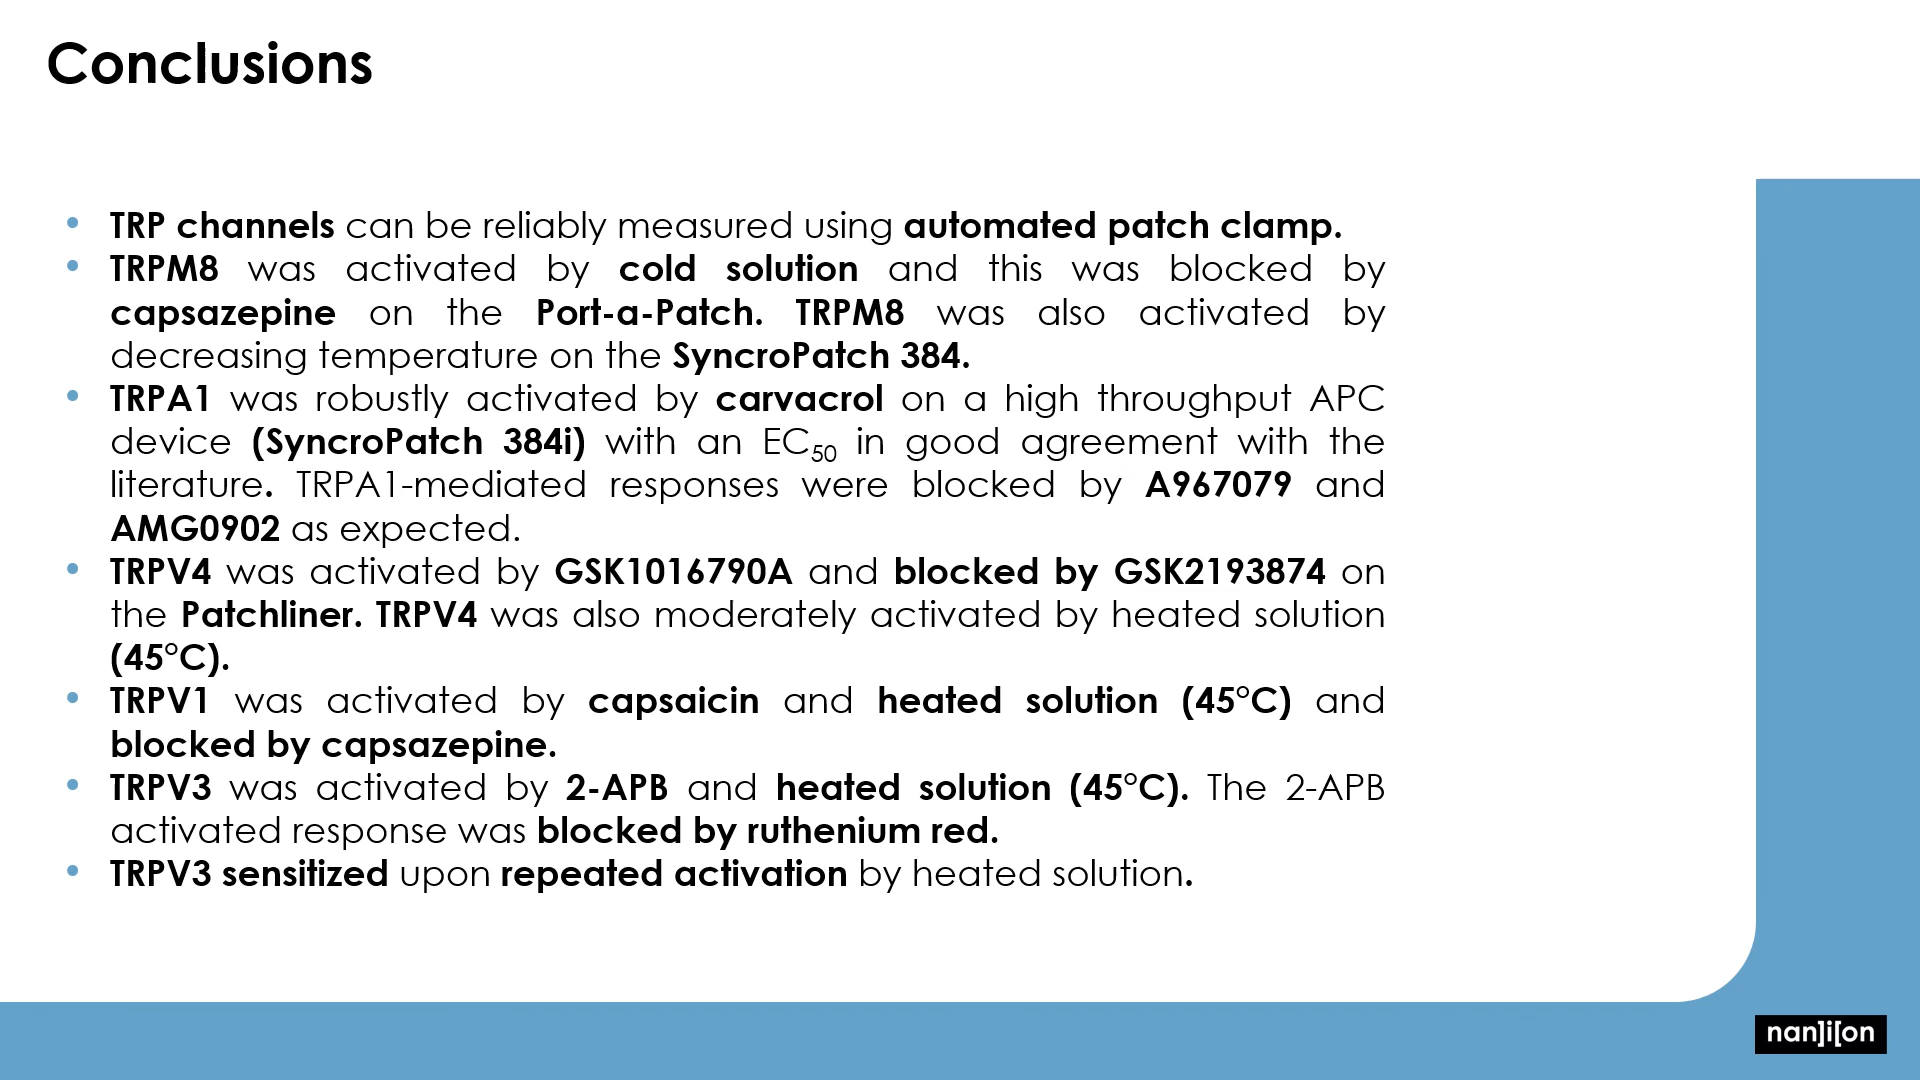 Conclusions
• TRP channels can be reliably measured using automated patch clamp.
• TRPM8 was activated by cold solution and this was blocked by
capsazepine on the Port-a-Patch. TRPM8 was also activated by
decreasing temperature on the SyncroPatch 384.
• TRPA1 was robustly activated by carvacrol on a high throughput APC
device (SyncroPatch 384i) with an EC50 in good agreement with the
literature. TRPA1-mediated responses were blocked by A967079 and
AMG0902 as expected.
• TRPV4 was activated by GSK1016790A and blocked by GSK2193874 on
the Patchliner. TRPV4 was also moderately activated by heated solution
(45°C).
• TRPV1 was activated by capsaicin and heated solution (45°C) and
blocked by capsazepine.
• TRPV3 was activated by 2-APB and heated solution (45°C). The 2-APB
activated response was blocked by ruthenium red.
• TRPV3 sensitized upon repeated activation by heated solution.
nan]i[on